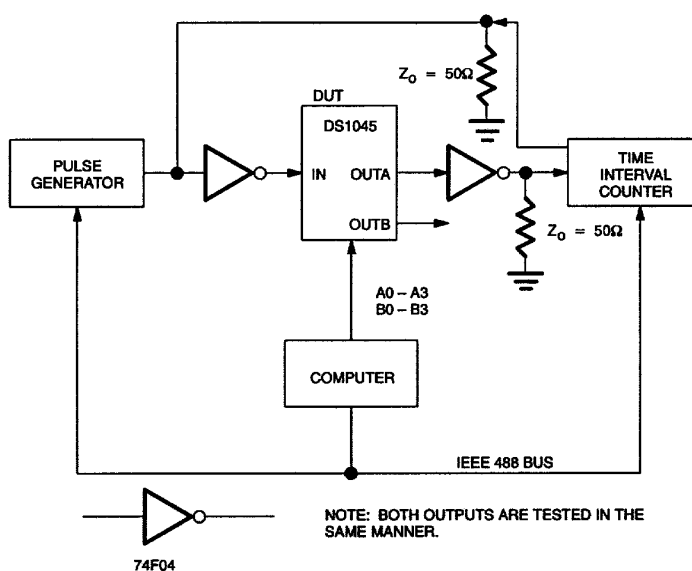 Z₀ = 50Ω
DUT
DS1045
PULSE
GENERATOR
IN
OUTA
OUTB
TIME
INTERVAL
COUNTER
Z₀ = 50Ω
A0 – A3
B0 – B3
COMPUTER
IEEE 488 BUS
NOTE: BOTH OUTPUTS ARE TESTED IN THE
SAME MANNER.
74F04